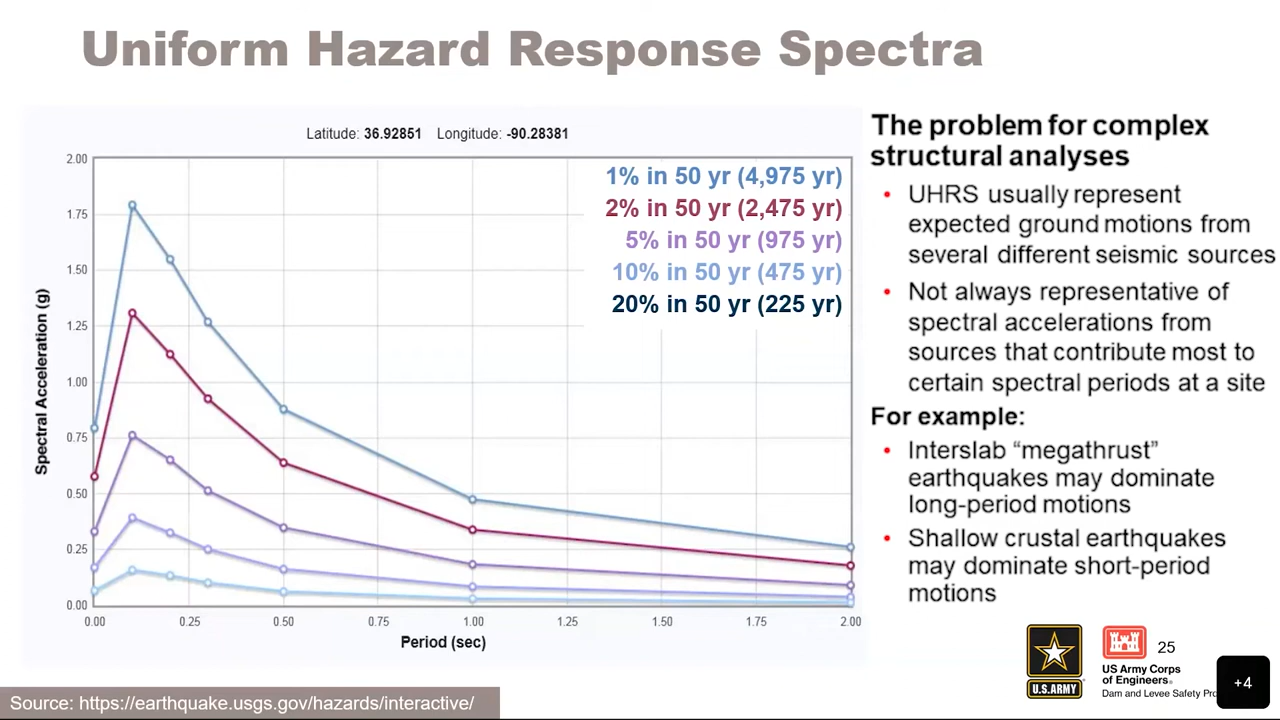 Uniform Hazard Response Spectra
Latitude: 36.92851 Longitude: -90.28381
2.00
1.75
1.50
1.25
1.00
0.75
0.50
0.25
0.00
Spectral Acceleration (g)
1% in 50 yr (4,975 yr)
2% in 50 yr (2,475 yr)
5% in 50 yr (975 yr)
10% in 50 yr (475 yr)
20% in 50 yr (225 yr)
0.00 0.25 0.50 0.75 1.00 1.25 1.50 1.75 2.00
Period (sec)
The problem for complex
structural analyses
• UHRS usually represent
expected ground motions from
several different seismic sources
• Not always representative of
spectral accelerations from
sources that contribute most to
certain spectral periods at a site
For example:
• Interslab “megathrust”
earthquakes may dominate
long-period motions
• Shallow crustal earthquakes
may dominate short-period
motions
U.S.ARMY
25
US Army Corps
of Engineers®
Dam and Levee Safety Pro
+4
Source: https://earthquake.usgs.gov/hazards/interactive/